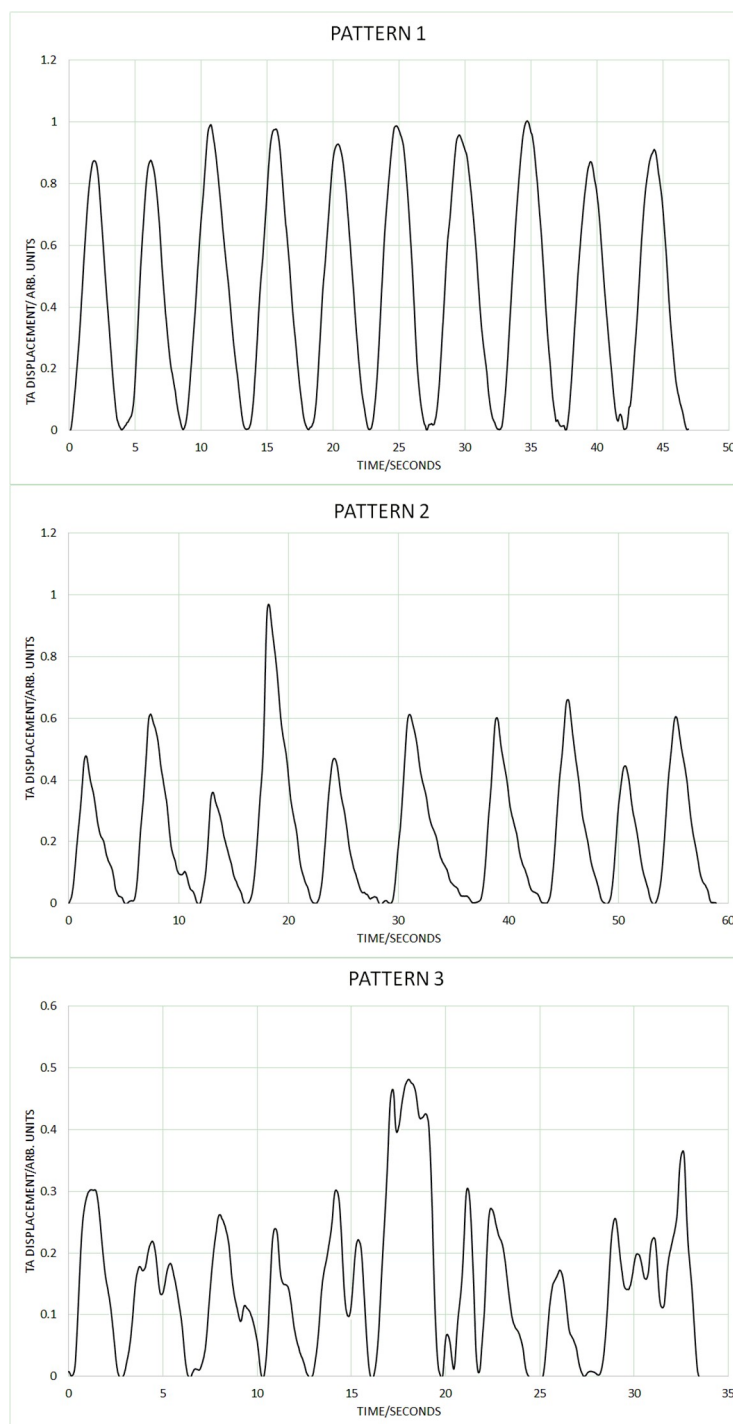 PATTERN 1
1.2
1
0.8
0.6
0.4
0.2
0
TA DISPLACEMENT/ARB. UNITS
0 5 10 15 20 25 30 35 40 45 50
TIME/SECONDS
PATTERN 2
1.2
1
0.8
0.6
0.4
0.2
0
TA DISPLACEMENT/ARB. UNITS
0 10 20 30 40 50 60
TIME/SECONDS
PATTERN 3
0.6
0.5
0.4
0.3
0.2
0.1
0
TA DISPLACEMENT/ARB. UNITS
0 5 10 15 20 25 30 35
TIME/SECONDS